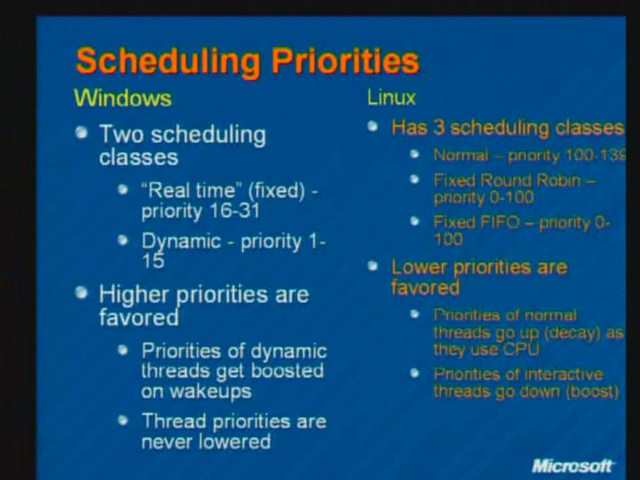 Scheduling Priorities
Windows
Two scheduling
classes
"Real time" (fixed) -
priority 16-31
Dynamic - priority 1-
15
Higher priorities are
favored
Priorities of dynamic
threads get boosted
on wakeups
Thread priorities are
never lowered
Linux
Has 3 scheduling classes
Normal – priority 100-139
Fixed Round Robin –
priority 0-100
Fixed FIFO – priority 0-
100
Lower priorities are
favored
Priorities of normal
threads go up (decay) as
they use CPU
Priorities of interactive
threads go down (boost)
Microsoft